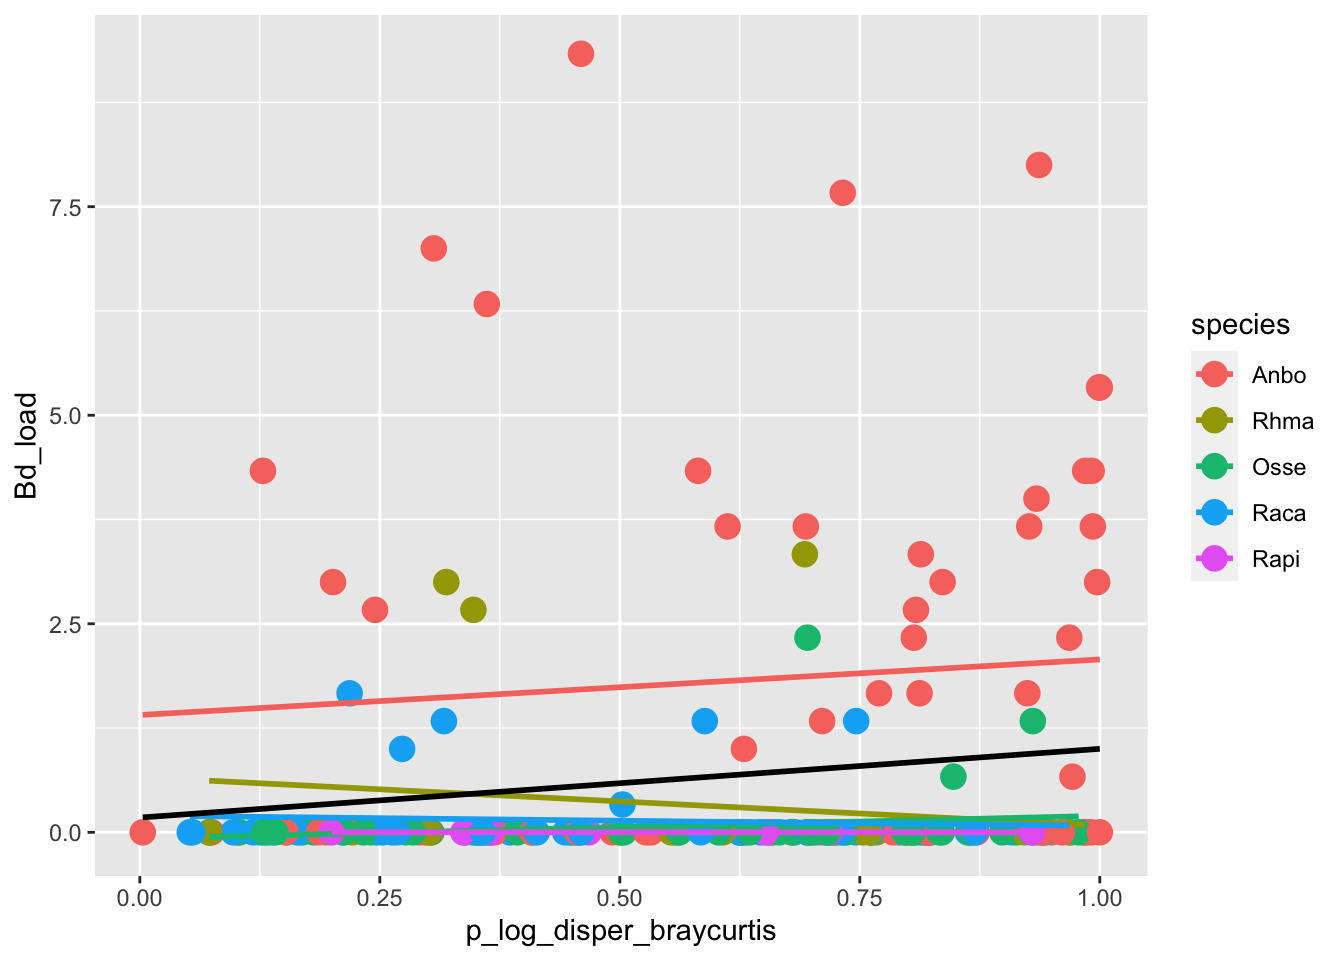 Bd_load
7.5
5.0
2.5
0.0
0.00 0.25 0.50 0.75 1.00
p_log_disper_braycurtis
species
Anbo
Rhma
Osse
Raca
Rapi